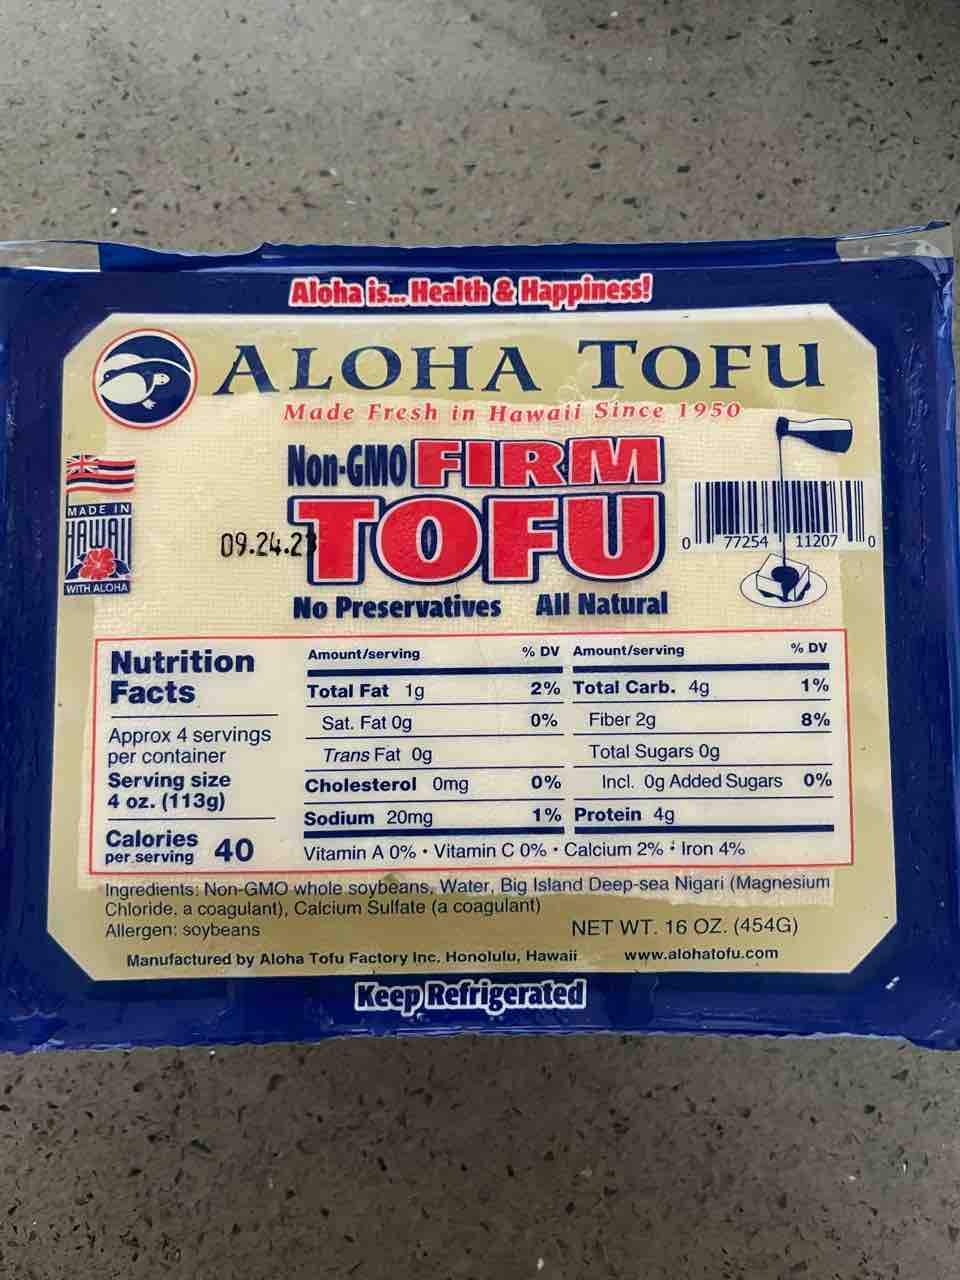 Aloha is... Health & Happiness!
ALOHA TOFU
Made Fresh in Hawaii Since 1950
Non-GMO FIRM
TOFU
MADE IN
HAWAII
WITH ALOHA
09.24.23
0 77254 11207 0
No Preservatives All Natural
Nutrition
Facts
Approx 4 servings
per container
Serving size
4 oz. (113g)
Calories
per serving 40
Amount/serving % DV
Total Fat 1g 2%
Sat. Fat 0g 0%
Trans Fat 0g
Cholesterol 0mg 0%
Sodium 20mg 1%
Amount/serving % DV
Total Carb. 4g 1%
Fiber 2g 8%
Total Sugars 0g
Incl. 0g Added Sugars 0%
Protein 4g
Vitamin A 0% • Vitamin C 0% • Calcium 2% • Iron 4%
Ingredients: Non-GMO whole soybeans, Water, Big Island Deep-sea Nigari (Magnesium
Chloride, a coagulant), Calcium Sulfate (a coagulant)
Allergen: soybeans
NET WT. 16 OZ. (454G)
Manufactured by Aloha Tofu Factory Inc. Honolulu, Hawaii www.alohatofu.com
Keep Refrigerated